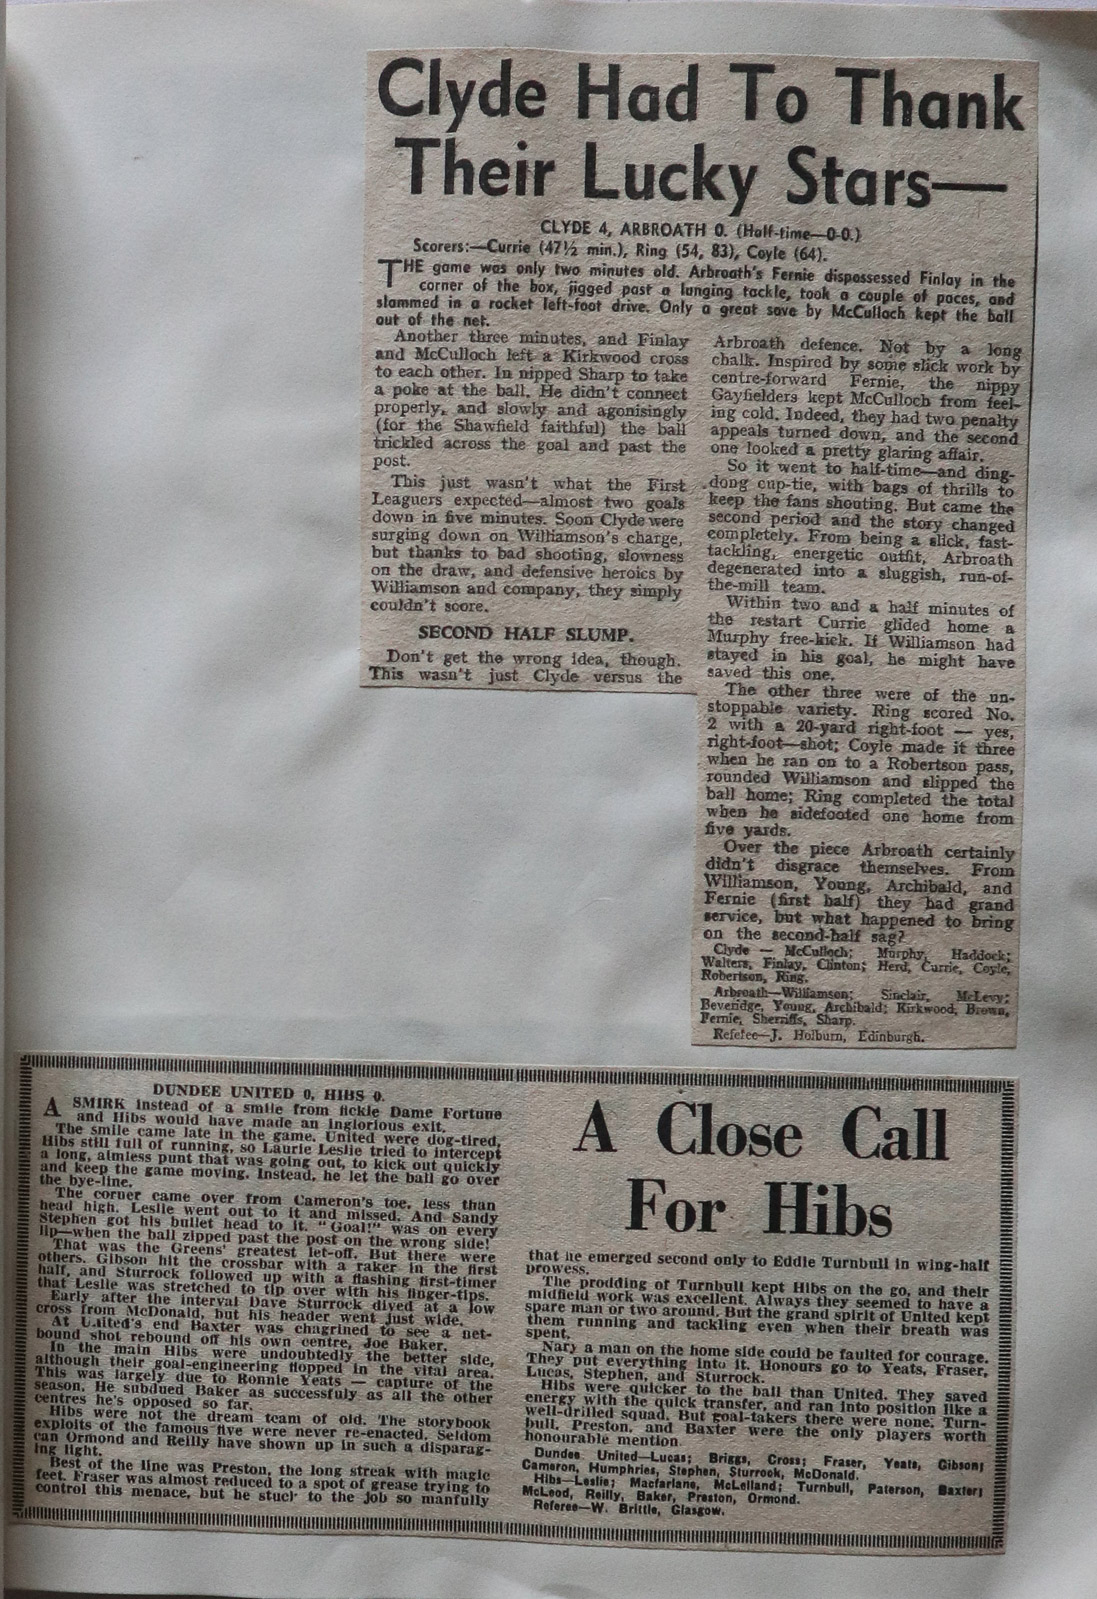 Clyde Had To Thank
Their Lucky Stars—
CLYDE 4, ARBROATH 0. (Half-time—0-0.)
Scorers:—Currie (47½ min.), Ring (54, 83), Coyle (64).
THE game was only two minutes old. Arbroath's Fernie dispossessed Finlay in the
corner of the box, jigged past a lunging tackle, took a couple of paces, and
slammed in a rocket left-foot drive. Only a great save by McCulloch kept the ball
out of the net.
Another three minutes, and Finlay
and McCulloch left a Kirkwood cross
to each other. In nipped Sharp to take
a poke at the ball. He didn't connect
properly, and slowly and agonisingly
(for the Shawfield faithful) the ball
trickled across the goal and past the
post.
This just wasn't what the First
Leaguers expected—almost two goals
down in five minutes. Soon Clyde were
surging down on Williamson's charge,
but thanks to bad shooting, slowness
on the draw, and defensive heroics by
Williamson and company, they simply
couldn't score.
SECOND HALF SLUMP.
Don't get the wrong idea, though.
This wasn't just Clyde versus the
Arbroath defence. Not by a long
chalk. Inspired by some slick work by
centre-forward Fernie, the nippy
Gayfielders kept McCulloch from feel-
ing cold. Indeed, they had two penalty
appeals turned down, and the second
one looked a pretty glaring affair.
So it went to half-time—and ding-
dong cup-tie, with bags of thrills to
keep the fans shouting. But came the
second period and the story changed
completely. From being a slick, fast-
tackling, energetic outfit, Arbroath
degenerated into a sluggish, run-of-
the-mill team.
Within two and a half minutes of
the restart Currie glided home a
Murphy free-kick. If Williamson had
stayed in his goal, he might have
saved this one.
The other three were of the un-
stoppable variety. Ring scored No.
2 with a 20-yard right-foot — yes,
right-foot—shot; Coyle made it three
when he ran on to a Robertson pass,
rounded Williamson and slipped the
ball home; Ring completed the total
when he sidefooted one home from
five yards.
Over the piece Arbroath certainly
didn't disgrace themselves. From
Williamson, Young, Archibald, and
Fernie (first half) they had grand
service, but what happened to bring
on the second-half sag?
Clyde — McCulloch; Murphy, Haddock;
Walters, Finlay, Clinton; Herd, Currie, Coyle,
Robertson, Ring.
Arbroath—Williamson; Sinclair, McLevy;
Beveridge, Young, Archibald; Kirkwood, Brown,
Fernie, Sherriffs, Sharp.
Referee—J. Holburn, Edinburgh.
DUNDEE UNITED 0, HIBS 0.
A SMIRK instead of a smile from fickle Dame Fortune
and Hibs would have made an inglorious exit.
The smile came late in the game. United were dog-tired,
Hibs still full of running, so Laurie Leslie tried to intercept
a long, aimless punt that was going out, to kick out quickly
and keep the game moving. Instead, he let the ball go over
the bye-line.
The corner came over from Cameron's toe, less than
head high. Leslie went out to it and missed. And Sandy
Stephen got his bullet head to it. "Goal!" was on every
lip—when the ball zipped past the post on the wrong side!
That was the Greens' greatest let-off. But there were
others. Gibson hit the crossbar with a raker in the first
half, and Sturrock followed up with a flashing first-timer
that Leslie was stretched to tip over with his finger-tips.
Early after the interval Dave Sturrock dived at a low
cross from McDonald, but his header went just wide.
At United's end Baxter was chagrined to see a net-
bound shot rebound off his own centre, Joe Baker.
In the main Hibs were undoubtedly the better side,
although their goal-engineering flopped in the vital area.
This was largely due to Ronnie Yeats — capture of the
season. He subdued Baker as successfuly as all the other
centres he's opposed so far.
Hibs were not the dream team of old. The storybook
exploits of the famous five were never re-enacted. Seldom
can Ormond and Reilly have shown up in such a disparag-
ing light.
Best of the line was Preston, the long streak with magic
feet. Fraser was almost reduced to a spot of grease trying to
control this menace, but he stuck to the job so manfully
A Close Call
For Hibs
that he emerged second only to Eddie Turnbull in wing-half
prowess.
The prodding of Turnbull kept Hibs on the go, and their
midfield work was excellent. Always they seemed to have a
spare man or two around. But the grand spirit of United kept
them running and tackling even when their breath was
spent.
Nary a man on the home side could be faulted for courage.
They put everything into it. Honours go to Yeats, Fraser,
Lucas, Stephen, and Sturrock.
Hibs were quicker to the ball than United. They saved
energy with the quick transfer, and ran into position like a
well-drilled squad. But goal-takers there were none. Turn-
bull, Preston, and Baxter were the only players worth
honourable mention.
Dundee United—Lucas; Briggs, Cross; Fraser, Yeats, Gibson;
Cameron, Humphries, Stephen, Sturrock, McDonald.
Hibs—Leslie; Macfarlane, McLelland; Turnbull, Paterson, Baxter;
McLeod, Reilly, Baker, Preston, Ormond.
Referee—W. Brittle, Glasgow.